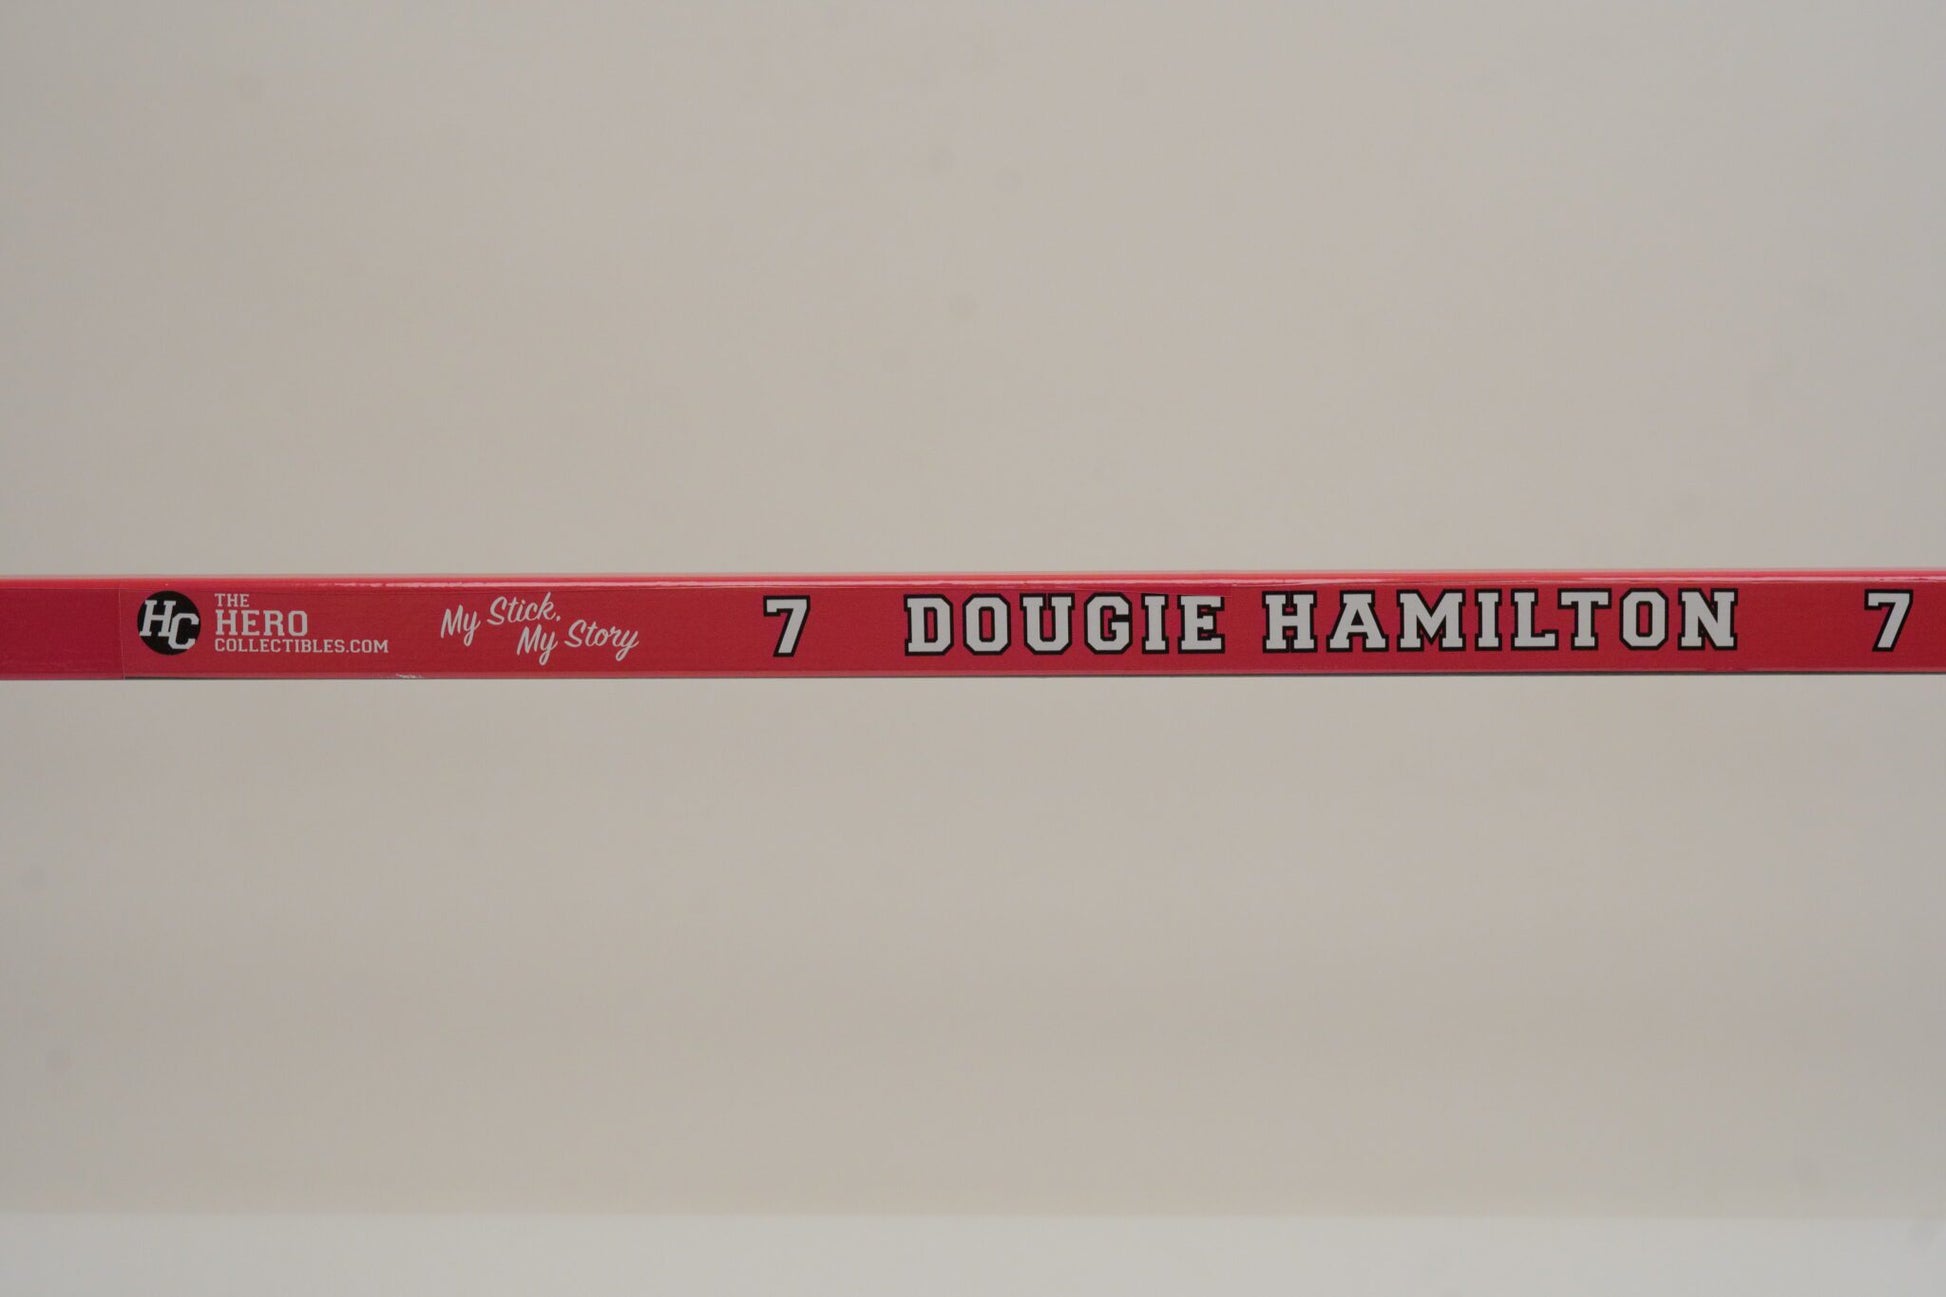 HC
THE
HERO
COLLECTIBLES.COM
My Stick,
My Story
7 DOUGIE HAMILTON 7